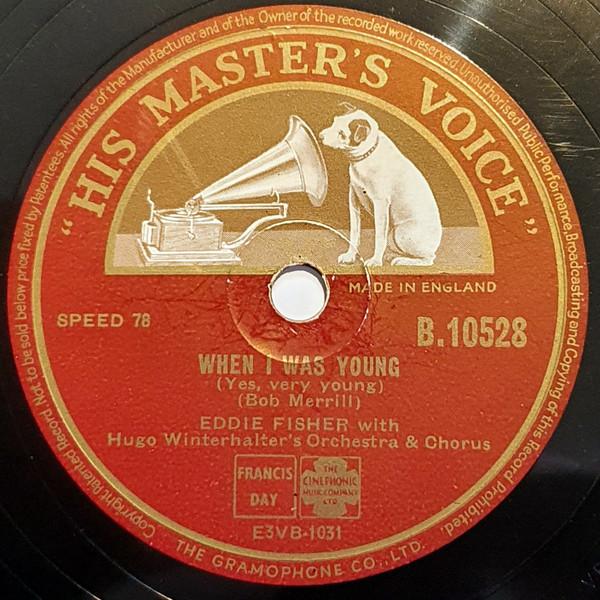 Copyright Patented Record Not to be sold below price fixed by Patentees. All rights of the Manufacturer and of the Owner of the recorded work reserved. Unauthorised Public Performance, Broadcasting and Copying of this Record Prohibited.
"HIS MASTER'S VOICE"
MADE IN ENGLAND
SPEED 78
B.10528
WHEN I WAS YOUNG
(Yes, very young)
(Bob Merrill)
EDDIE FISHER with
Hugo Winterhalter's Orchestra & Chorus
FRANCIS
DAY
THE
CINEPHONIC
MUSIC COMPANY
LTD.
E3VB-1031
THE GRAMOPHONE CO., LTD.